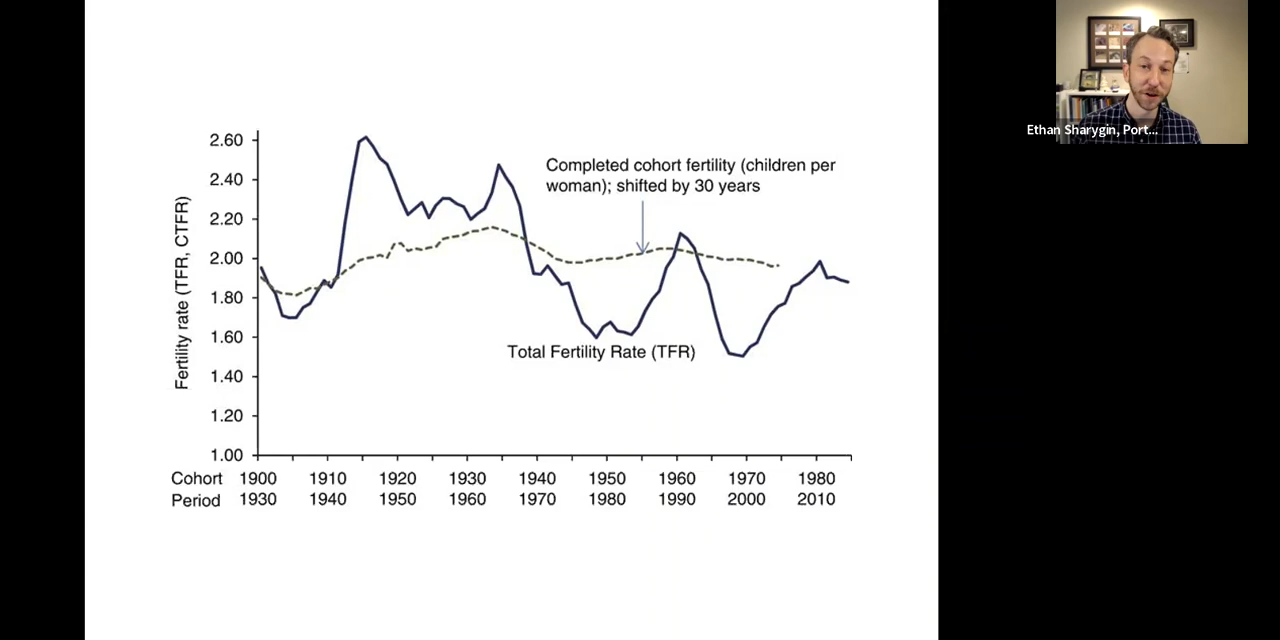 Ethan Sharygin, Port...
Fertility rate (TFR, CTFR)
2.60
2.40
2.20
2.00
1.80
1.60
1.40
1.20
1.00
Completed cohort fertility (children per
woman); shifted by 30 years
Total Fertility Rate (TFR)
Cohort 1900 1910 1920 1930 1940 1950 1960 1970 1980
Period 1930 1940 1950 1960 1970 1980 1990 2000 2010